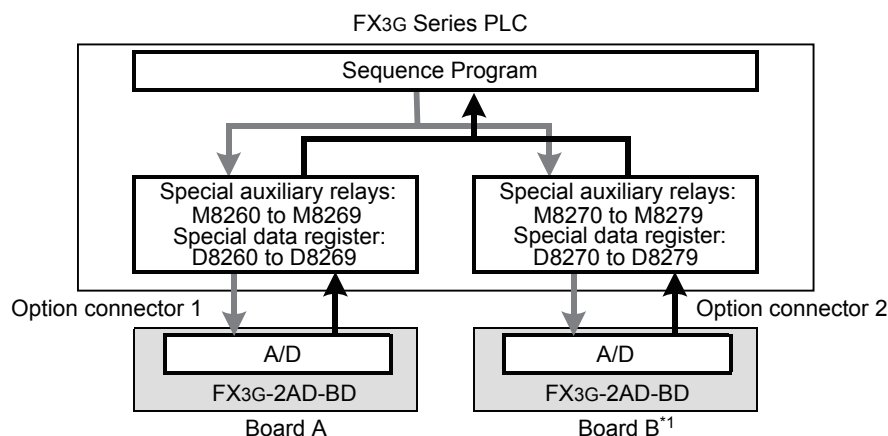 FX3G Series PLC
Sequence Program
Special auxiliary relays:
M8260 to M8269
Special data register:
D8260 to D8269
Special auxiliary relays:
M8270 to M8279
Special data register:
D8270 to D8279
Option connector 1
Option connector 2
A/D
FX3G-2AD-BD
Board A
A/D
FX3G-2AD-BD
Board B*1